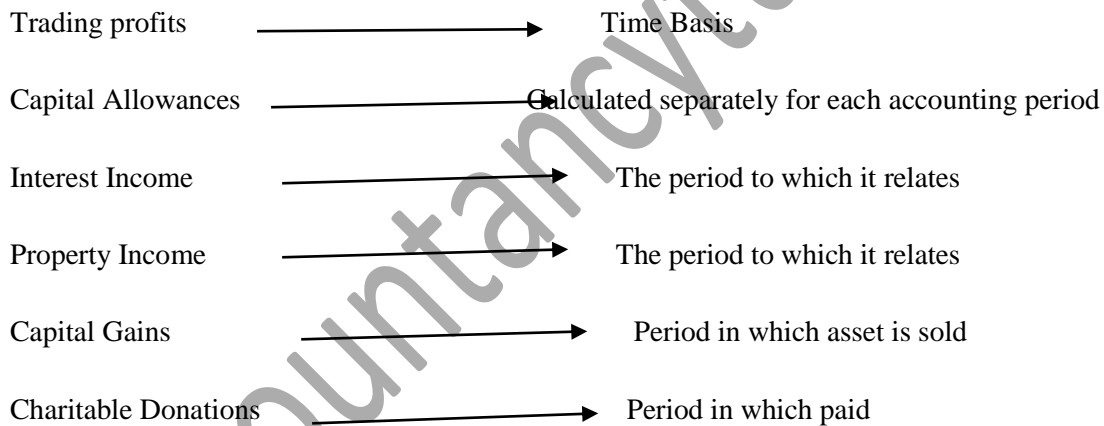 Trading profits Time Basis
Capital Allowances Calculated separately for each accounting period
Interest Income The period to which it relates
Property Income The period to which it relates
Capital Gains Period in which asset is sold
Charitable Donations Period in which paid